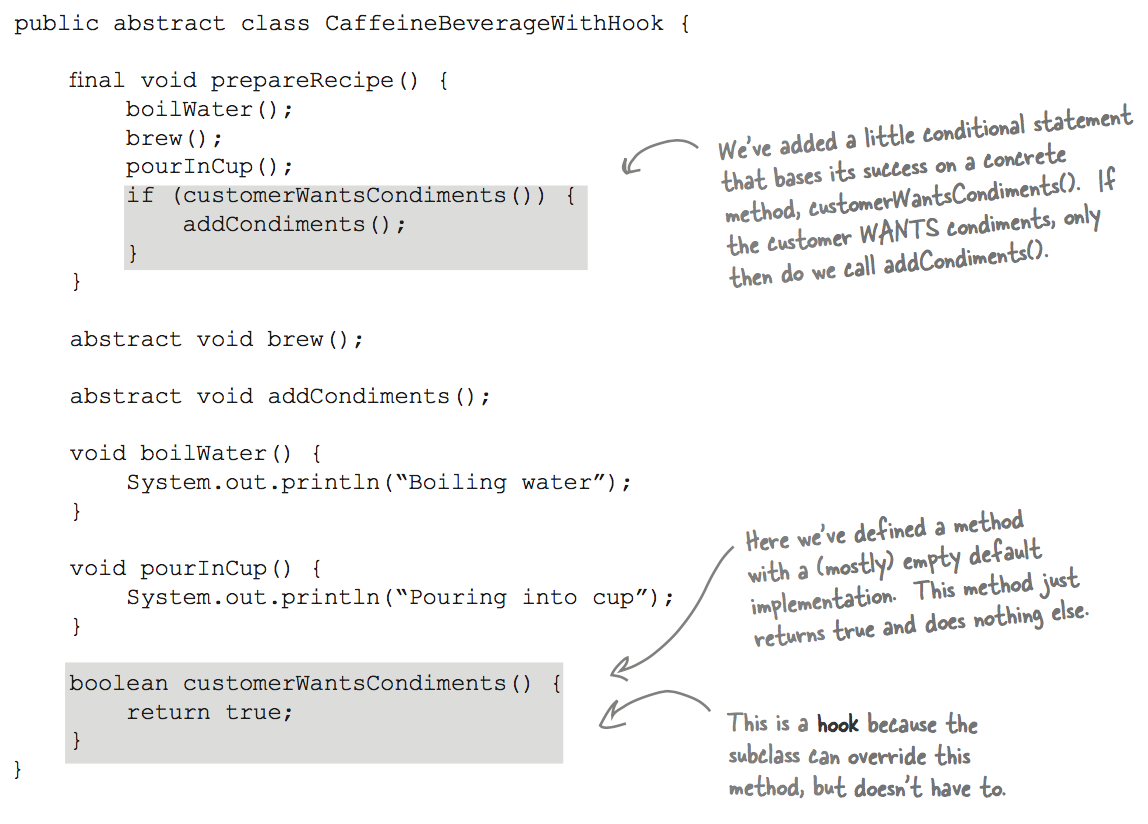 public abstract class CaffeineBeverageWithHook {
final void prepareRecipe() {
boilWater();
brew();
pourInCup();
if (customerWantsCondiments()) {
addCondiments();
}
}
We've added a little conditional statement
that bases its success on a concrete
method, customerWantsCondiments(). If
the customer WANTS condiments, only
then do we call addCondiments().
abstract void brew();
abstract void addCondiments();
void boilWater() {
System.out.println(“Boiling water”);
}
void pourInCup() {
System.out.println(“Pouring into cup”);
}
Here we've defined a method
with a (mostly) empty default
implementation. This method just
returns true and does nothing else.
boolean customerWantsCondiments() {
return true;
}
}
This is a hook because the
subclass can override this
method, but doesn't have to.